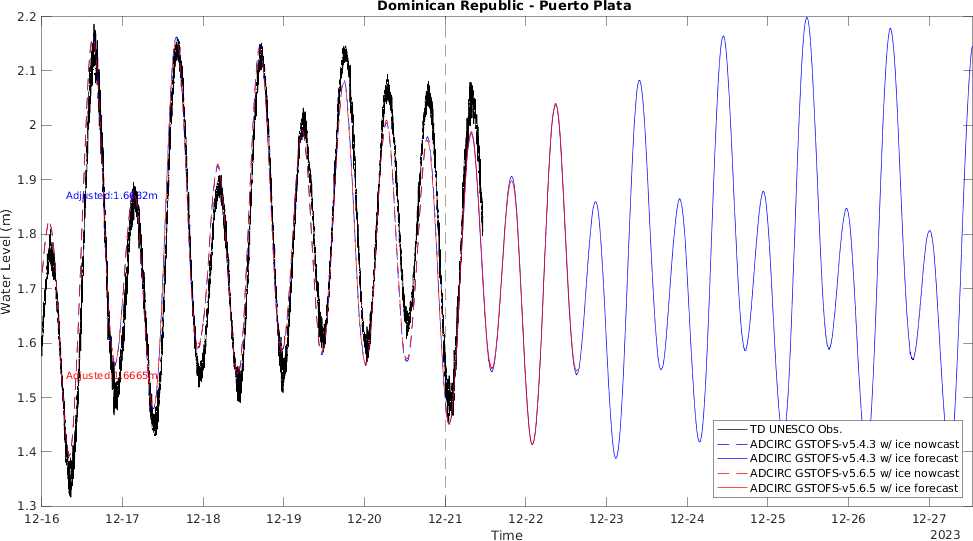 Dominican Republic - Puerto Plata
2.2
2.1
2
1.9
1.8
1.7
1.6
1.5
1.4
1.3
Water Level (m)
Adjusted:1.6682m
Adjusted:1.6665m
TD UNESCO Obs.
ADCIRC GSTOFS-v5.4.3 w/ ice nowcast
ADCIRC GSTOFS-v5.4.3 w/ ice forecast
ADCIRC GSTOFS-v5.6.5 w/ ice nowcast
ADCIRC GSTOFS-v5.6.5 w/ ice forecast
12-16 12-17 12-18 12-19 12-20 12-21 12-22 12-23 12-24 12-25 12-26 12-27
Time
2023